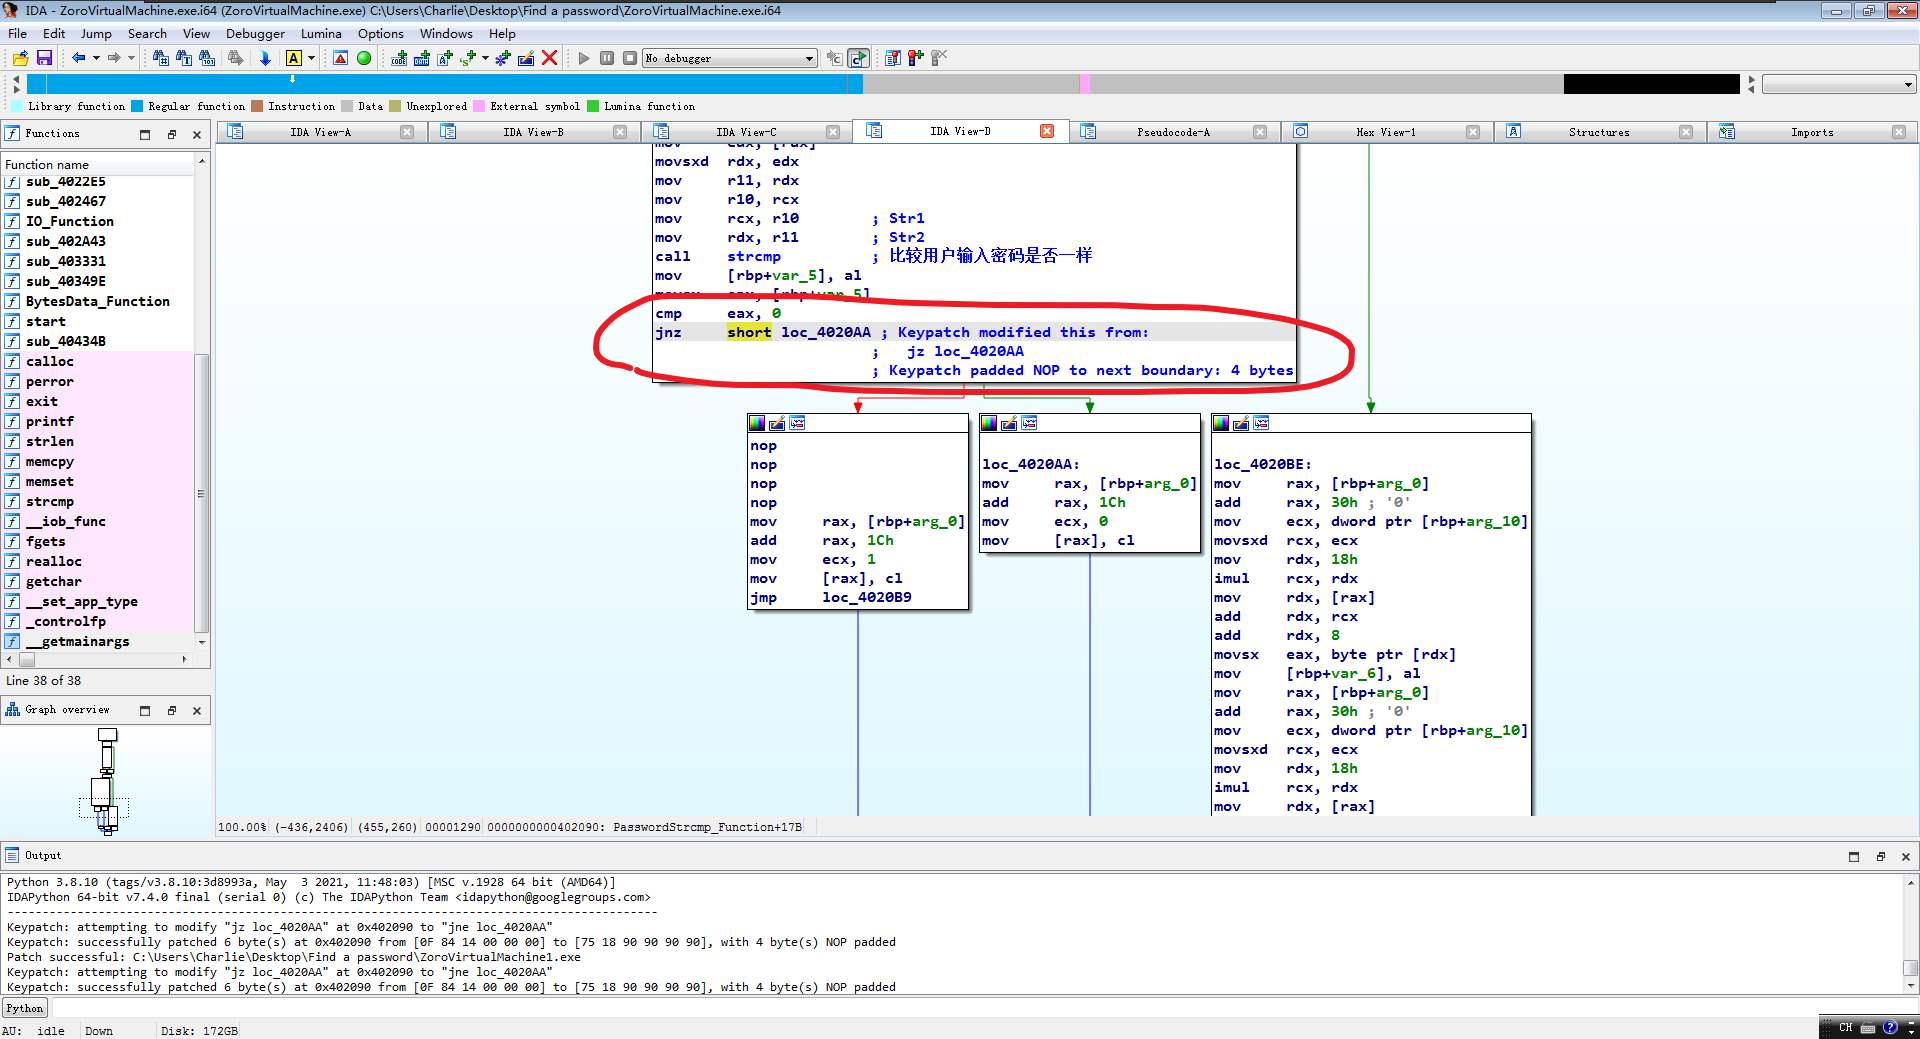 IDA - ZoroVirtualMachine.exe.i64 (ZoroVirtualMachine.exe) C:\Users\Charlie\Desktop\Find a password\ZoroVirtualMachine.exe.i64
File Edit Jump Search View Debugger Lumina Options Windows Help
No debugger
Library function Regular function Instruction Data Unexplored External symbol Lumina function
Functions
IDA View-A IDA View-B IDA View-C IDA View-D Pseudocode-A Hex View-1 Structures Imports
Function name
sub_4022E5
sub_402467
IO_Function
sub_402A43
sub_403331
sub_40349E
BytesData_Function
start
sub_40434B
calloc
perror
exit
printf
strlen
memcpy
memset
strcmp
__iob_func
fgets
realloc
getchar
__set_app_type
_controlfp
__getmainargs
Line 38 of 38
Graph overview
mov edx, [rax]
movsxd rdx, edx
mov r11, rdx
mov r10, rcx
mov rcx, r10 ; Str1
mov rdx, r11 ; Str2
call strcmp ; 比较用户输入密码是否一样
mov [rbp+var_5], al
movsx eax, [rbp+var_5]
cmp eax, 0
jnz short loc_4020AA ; Keypatch modified this from:
; jz loc_4020AA
; Keypatch padded NOP to next boundary: 4 bytes
nop
nop
nop
nop
mov rax, [rbp+arg_0]
add rax, 1Ch
mov ecx, 1
mov [rax], cl
jmp loc_4020B9
loc_4020AA:
mov rax, [rbp+arg_0]
add rax, 1Ch
mov ecx, 0
mov [rax], cl
loc_4020BE:
mov rax, [rbp+arg_0]
add rax, 30h ; '0'
mov ecx, dword ptr [rbp+arg_10]
movsxd rcx, ecx
mov rdx, 18h
imul rcx, rdx
mov rdx, [rax]
add rdx, rcx
add rdx, 8
movsx eax, byte ptr [rdx]
mov [rbp+var_6], al
mov rax, [rbp+arg_0]
add rax, 30h ; '0'
mov ecx, dword ptr [rbp+arg_10]
movsxd rcx, ecx
mov rdx, 18h
imul rcx, rdx
mov rdx, [rax]
100.00% (-436,2406) (455,260) 00001290 0000000000402090: PasswordStrcmp_Function+17B
Output
Python 3.8.10 (tags/v3.8.10:3d8993a, May 3 2021, 11:48:03) [MSC v.1928 64 bit (AMD64)]
IDAPython 64-bit v7.4.0 final (serial 0) (c) The IDAPython Team <idapython@googlegroups.com>
Keypatch: attempting to modify "jz loc_4020AA" at 0x402090 to "jne loc_4020AA"
Keypatch: successfully patched 6 byte(s) at 0x402090 from [0F 84 14 00 00 00] to [75 18 90 90 90 90], with 4 byte(s) NOP padded
Patch successful: C:\Users\Charlie\Desktop\Find a password\ZoroVirtualMachine1.exe
Keypatch: attempting to modify "jz loc_4020AA" at 0x402090 to "jne loc_4020AA"
Keypatch: successfully patched 6 byte(s) at 0x402090 from [0F 84 14 00 00 00] to [75 18 90 90 90 90], with 4 byte(s) NOP padded
Python
AU: idle Down Disk: 172GB
CH